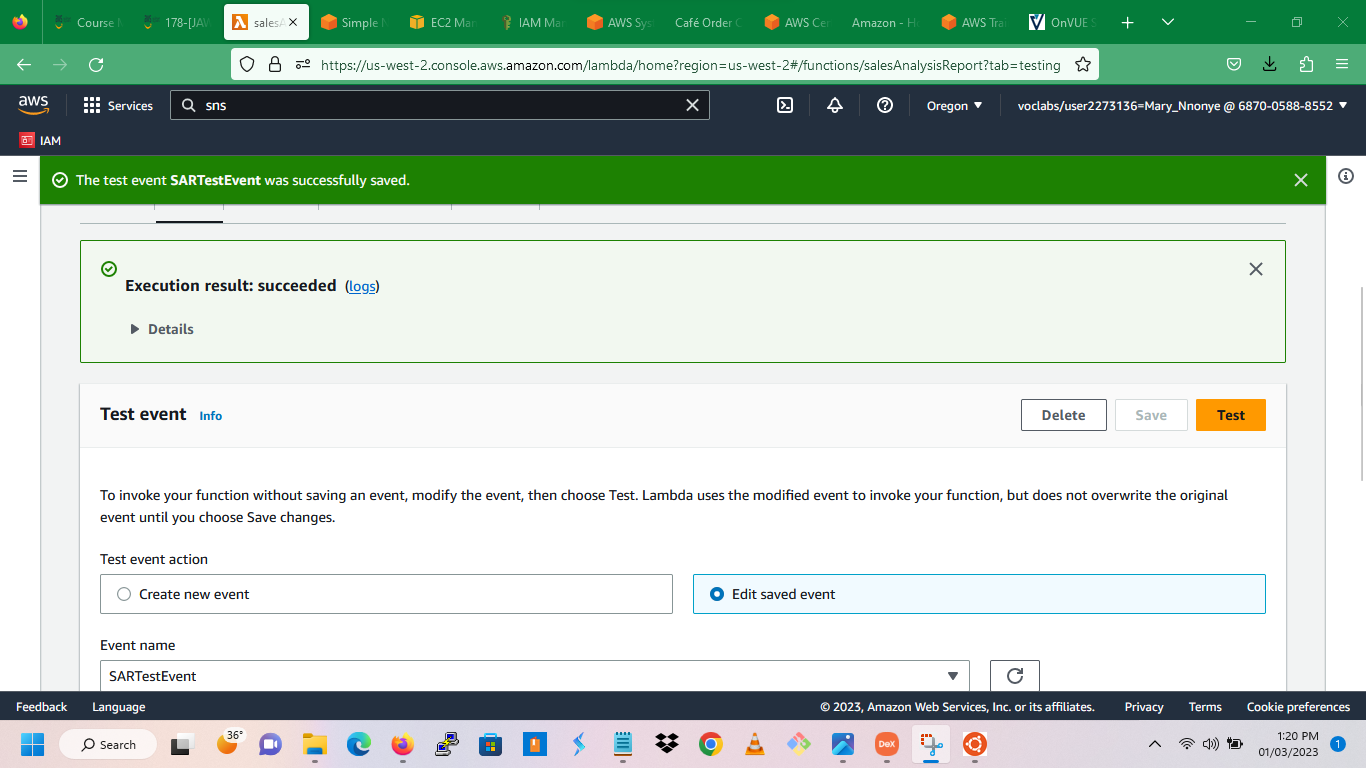 Course M
178-[JAV
salesA
Simple N
EC2 Man
IAM Man
AWS Sys
Café Order C
AWS Cer
Amazon - H
AWS Trai
OnVUE S
https://us-west-2.console.aws.amazon.com/lambda/home?region=us-west-2#/functions/salesAnalysisReport?tab=testing
aws
Services
sns
Oregon
voclabs/user2273136=Mary_Nnonye @ 6870-0588-8552
IAM
The test event SARTestEvent was successfully saved.
Execution result: succeeded (logs)
Details
Test event Info
Delete
Save
Test
To invoke your function without saving an event, modify the event, then choose Test. Lambda uses the modified event to invoke your function, but does not overwrite the original
event until you choose Save changes.
Test event action
Create new event
Edit saved event
Event name
SARTestEvent
Feedback
Language
© 2023, Amazon Web Services, Inc. or its affiliates.
Privacy
Terms
Cookie preferences
Search
36°
DeX
1:20 PM
01/03/2023
1